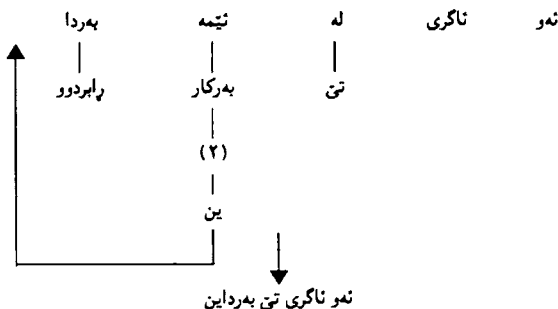 ئەو ئاگری لە ئێمە بەردا
تێ بەرکار ڕابردوو
(٢)
ین
ئەو ئاگری تێ بەرداین